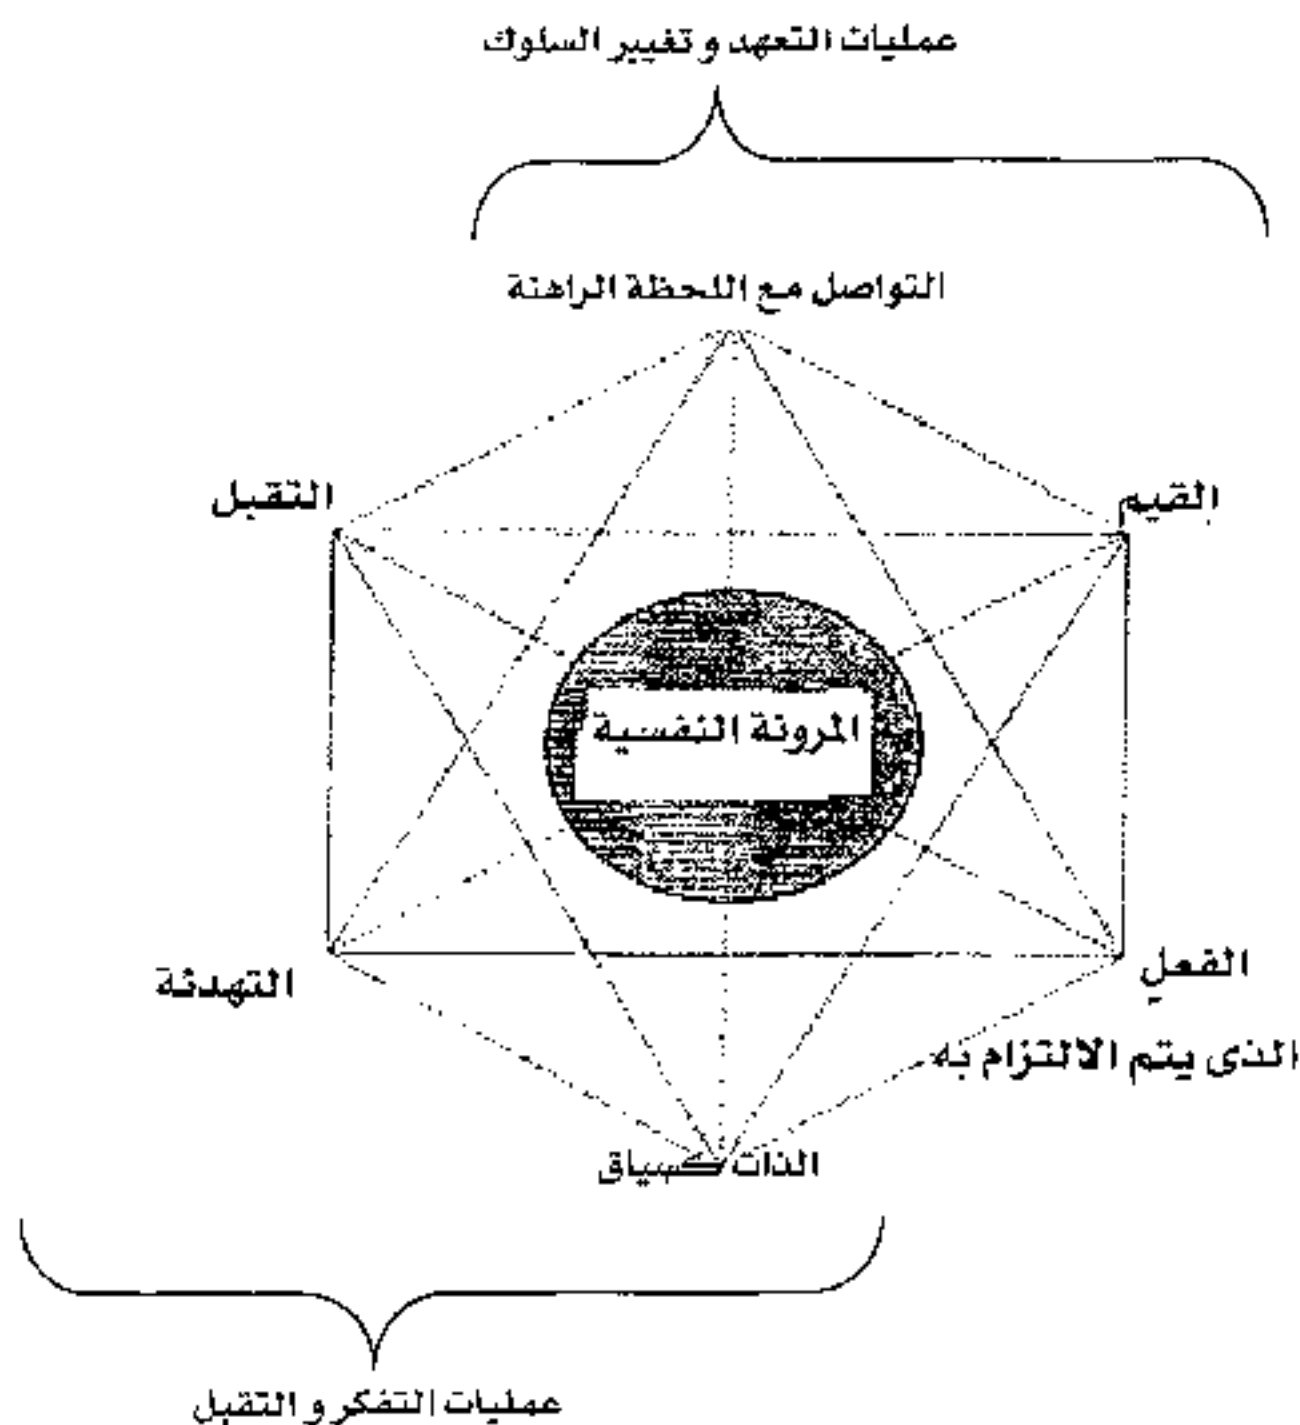 عمليات التعهد و تغيير السلوك
التواصل مع اللحظة الراهنة
القيم
التقبل
المرونة النفسية
الفعل
الذى يتم الالتزام به
التهدئة
الذات كسياق
عمليات التفكر و التقبل